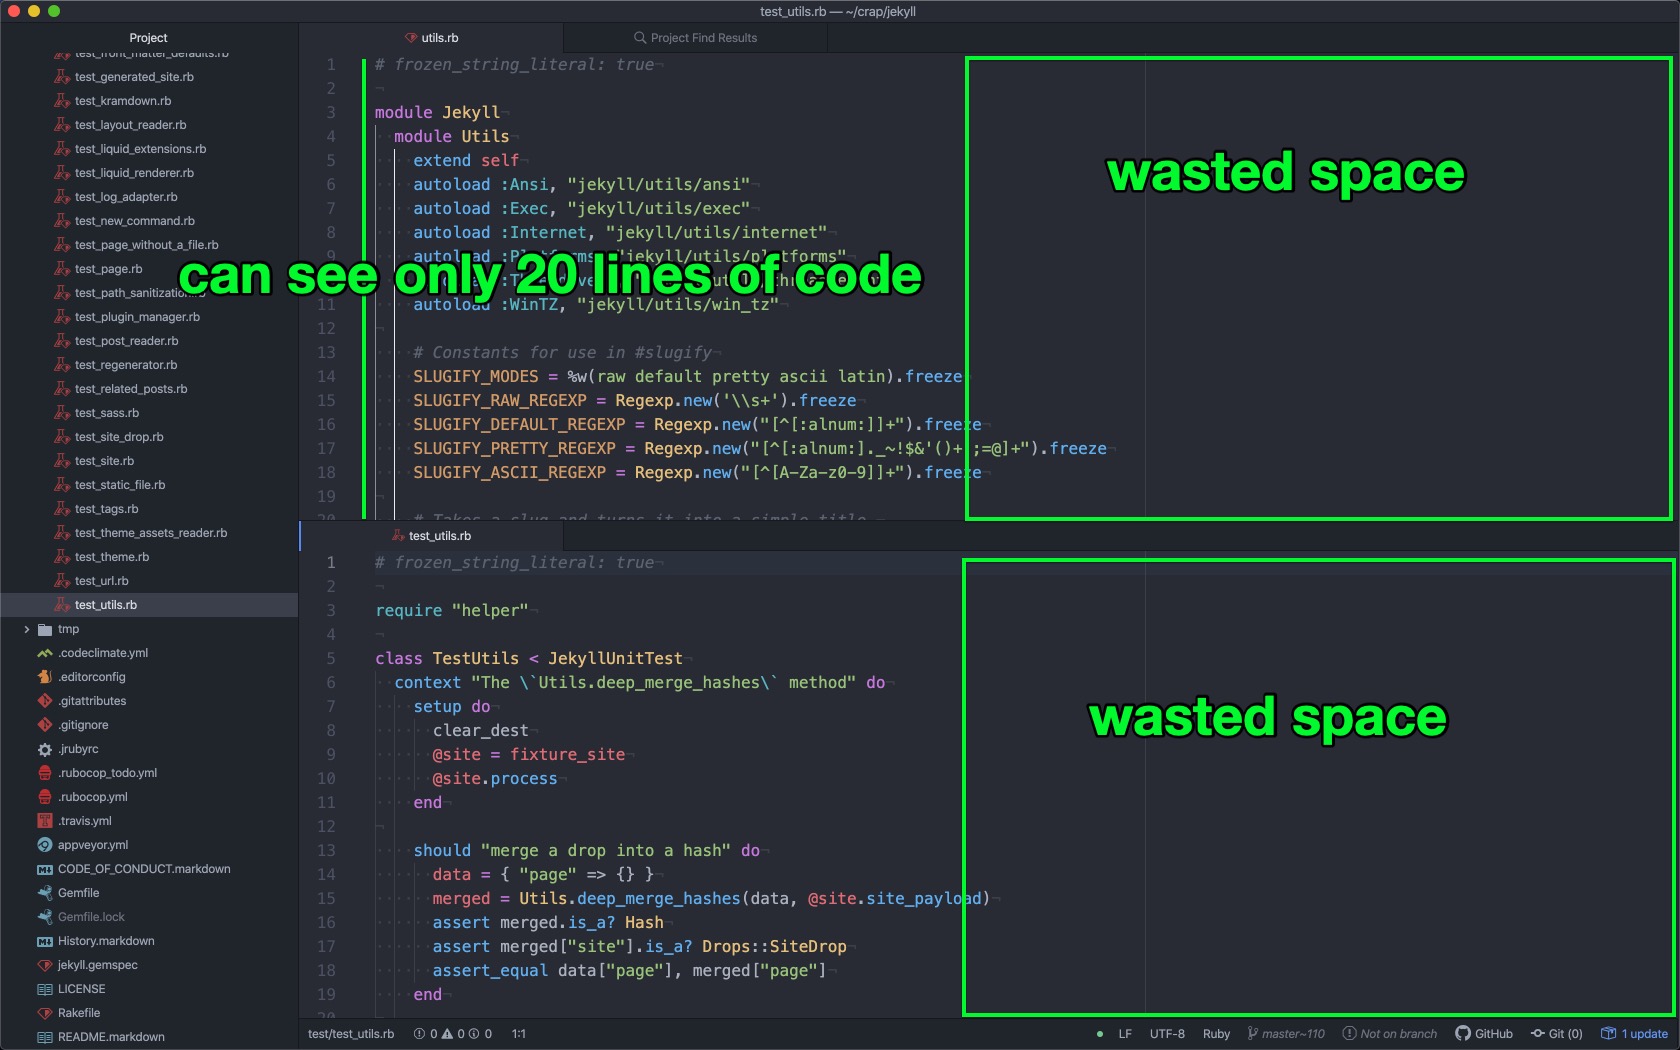 test_utils.rb — ~/crap/jekyll
Project
test_front_matter_defaults.rb
test_generated_site.rb
test_kramdown.rb
test_layout_reader.rb
test_liquid_extensions.rb
test_liquid_renderer.rb
test_log_adapter.rb
test_new_command.rb
test_page_without_a_file.rb
test_page.rb
test_path_sanitization.rb
test_plugin_manager.rb
test_post_reader.rb
test_regenerator.rb
test_related_posts.rb
test_sass.rb
test_site_drop.rb
test_site.rb
test_static_file.rb
test_tags.rb
test_theme_assets_reader.rb
test_theme.rb
test_url.rb
test_utils.rb
tmp
.codeclimate.yml
.editorconfig
.gitattributes
.gitignore
.jrubyrc
.rubocop_todo.yml
.rubocop.yml
.travis.yml
appveyor.yml
CODE_OF_CONDUCT.markdown
Gemfile
Gemfile.lock
History.markdown
jekyll.gemspec
LICENSE
Rakefile
README.markdown
utils.rb
Project Find Results
1 # frozen_string_literal: true¬
2 ¬
3 module Jekyll¬
4 module Utils¬
5 extend self¬
6 autoload :Ansi, "jekyll/utils/ansi"¬
7 autoload :Exec, "jekyll/utils/exec"¬
8 autoload :Internet, "jekyll/utils/internet"¬
9 autoload "jekyll/utils/platforms"¬
can see only 20 lines of code
11 autoload :WinTZ, "jekyll/utils/win_tz"¬
12 ¬
13 # Constants for use in #slugify¬
14 SLUGIFY_MODES = %w(raw default pretty ascii latin).freeze
15 SLUGIFY_RAW_REGEXP = Regexp.new('\\s+').freeze¬
16 SLUGIFY_DEFAULT_REGEXP = Regexp.new("[^[:alnum:]]+").freeze¬
17 SLUGIFY_PRETTY_REGEXP = Regexp.new("[^[:alnum:]._~!$&'()+,;=@]+").freeze¬
18 SLUGIFY_ASCII_REGEXP = Regexp.new("[^[A-Za-z0-9]]+").freeze¬
19 ¬
20 # Takes a slug and turns it into a simple title.¬
wasted space
test_utils.rb
1 # frozen_string_literal: true¬
2 ¬
3 require "helper"¬
4 ¬
5 class TestUtils < JekyllUnitTest¬
6 context "The \`Utils.deep_merge_hashes\` method" do¬
7 setup do¬
8 clear_dest¬
9 @site = fixture_site¬
10 @site.process¬
11 end¬
12 ¬
13 should "merge a drop into a hash" do¬
14 data = { "page" => {} }¬
15 merged = Utils.deep_merge_hashes(data, @site.site_payload)¬
16 assert merged.is_a? Hash¬
17 assert merged["site"].is_a? Drops::SiteDrop¬
18 assert_equal data["page"], merged["page"]¬
19 end¬
20
wasted space
test/test_utils.rb 0 0 0 1:1 LF UTF-8 Ruby master~110 Not on branch GitHub Git (0) 1 update